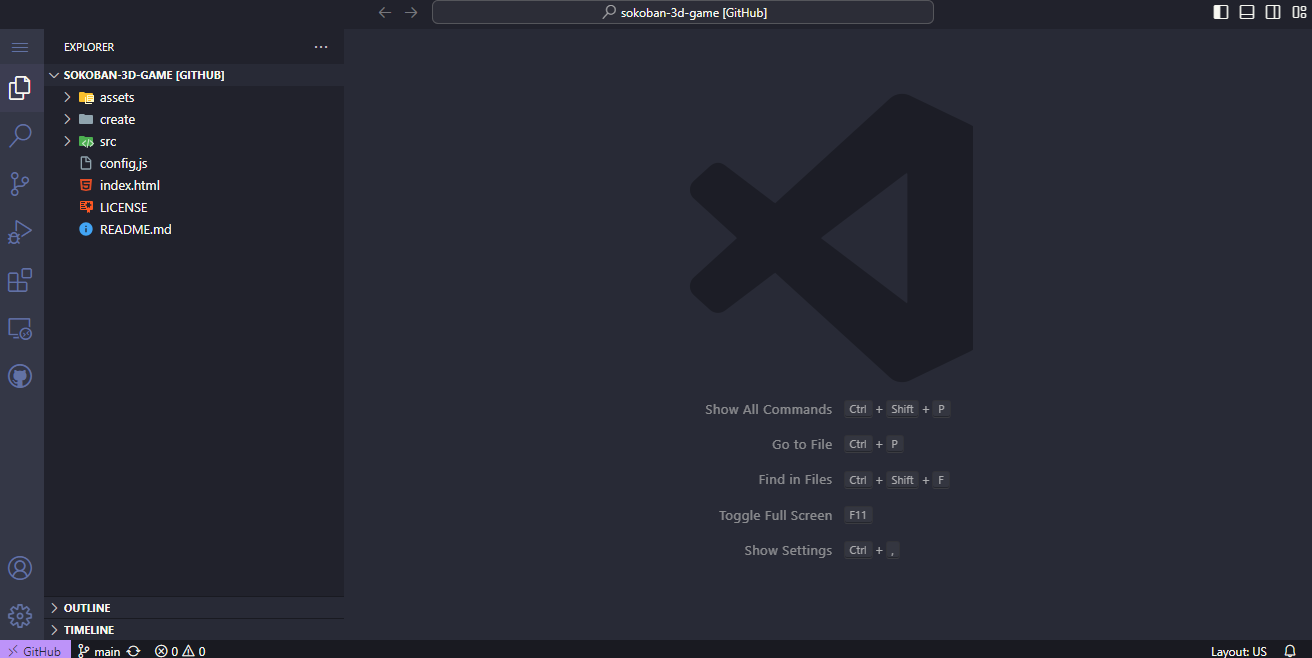 sokoban-3d-game [GitHub]
EXPLORER
SOKOBAN-3D-GAME [GITHUB]
assets
create
src
config,js
index.html
LICENSE
README.md
Show All Commands Ctrl + Shift + P
Go to File Ctrl + P
Find in Files Ctrl + Shift + F
Toggle Full Screen F11
Show Settings Ctrl + ,
OUTLINE
TIMELINE
GitHub main 0 0 Layout: US